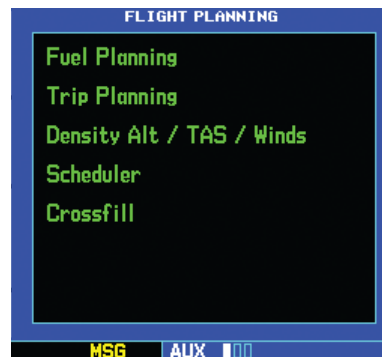 FLIGHT PLANNING
Fuel Planning
Trip Planning
Density Alt / TAS / Winds
Scheduler
Crossfill
MSG AUX